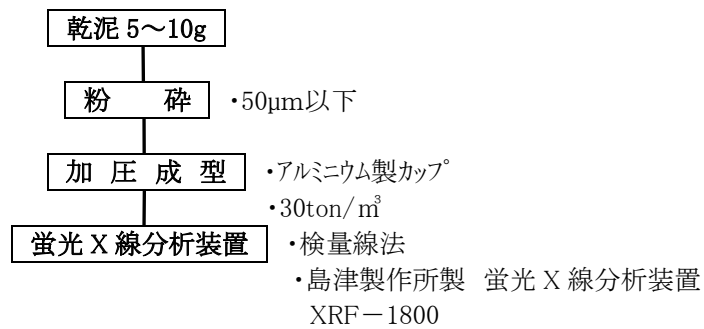 乾泥 5～10g
粉　　砕 ・50μm以下
加 圧 成 型 ・ｱﾙﾐﾆｳﾑ製ｶｯﾌﾟ
・30ton/㎥
蛍光 X 線分析装置 ・検量線法
・島津製作所製 蛍光 X 線分析装置
XRF－1800